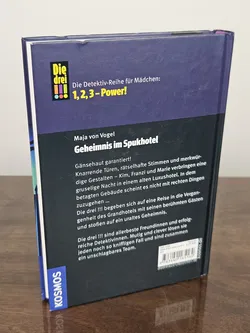 Die
drei
!!!
Die Detektiv-Reihe für Mädchen:
1, 2, 3 – Power!
Maja von Vogel
Geheimnis im Spukhotel
Gänsehaut garantiert!
Knarrende Türen, rätselhafte Stimmen und merkwür-
dige Gestalten – Kim, Franzi und Marie verbringen eine
gruselige Nacht in einem alten Luxushotel. In dem
betagten Gebäude scheint es nicht mit rechten Dingen
zuzugehen ...
Die drei !!! begeben sich auf eine Reise in die Vergan-
genheit des Grandhotels mit seinen berühmten Gästen
und stoßen auf ein uraltes Geheimnis.
Die drei !!! sind allerbeste Freundinnen und erfolg-
reiche Detektivinnen. Mutig und clever lösen sie
jeden noch so kniffligen Fall und sind zusammen
ein unschlagbares Team.
KOSMOS